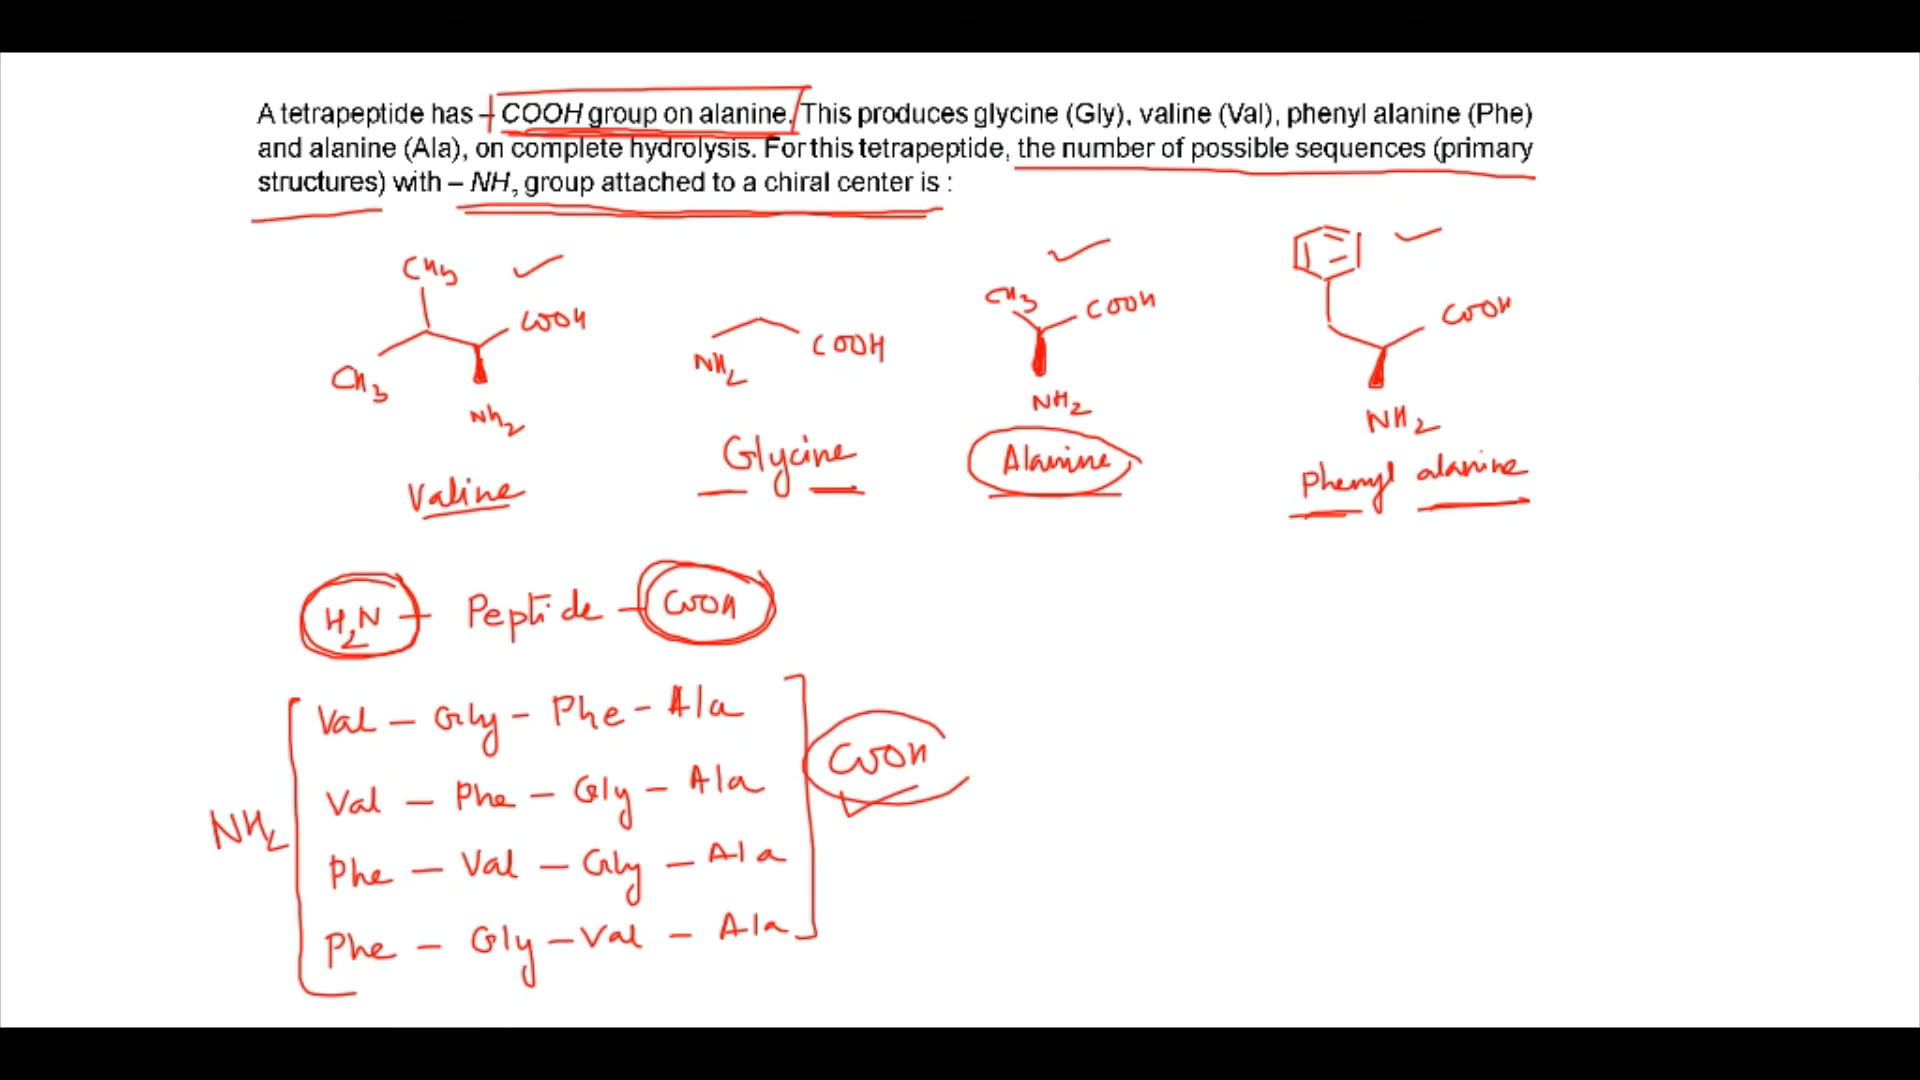 A tetrapeptide has – COOH group on alanine. This produces glycine (Gly), valine (Val), phenyl alanine (Phe)
and alanine (Ala), on complete hydrolysis. For this tetrapeptide, the number of possible sequences (primary
structures) with – NH₂ group attached to a chiral center is :
CH3
COOH
CH3
Nh2
Valine
NH2
COOH
Glycine
CH3
COOH
NH2
Alanine
COOH
NH2
Phenyl alanine
H2N – Peptide – COOH
Val – Gly – Phe – Ala
Val – Phe – Gly – Ala
Phe – Val – Gly – Ala
Phe – Gly – Val – Ala
NH2
COOH